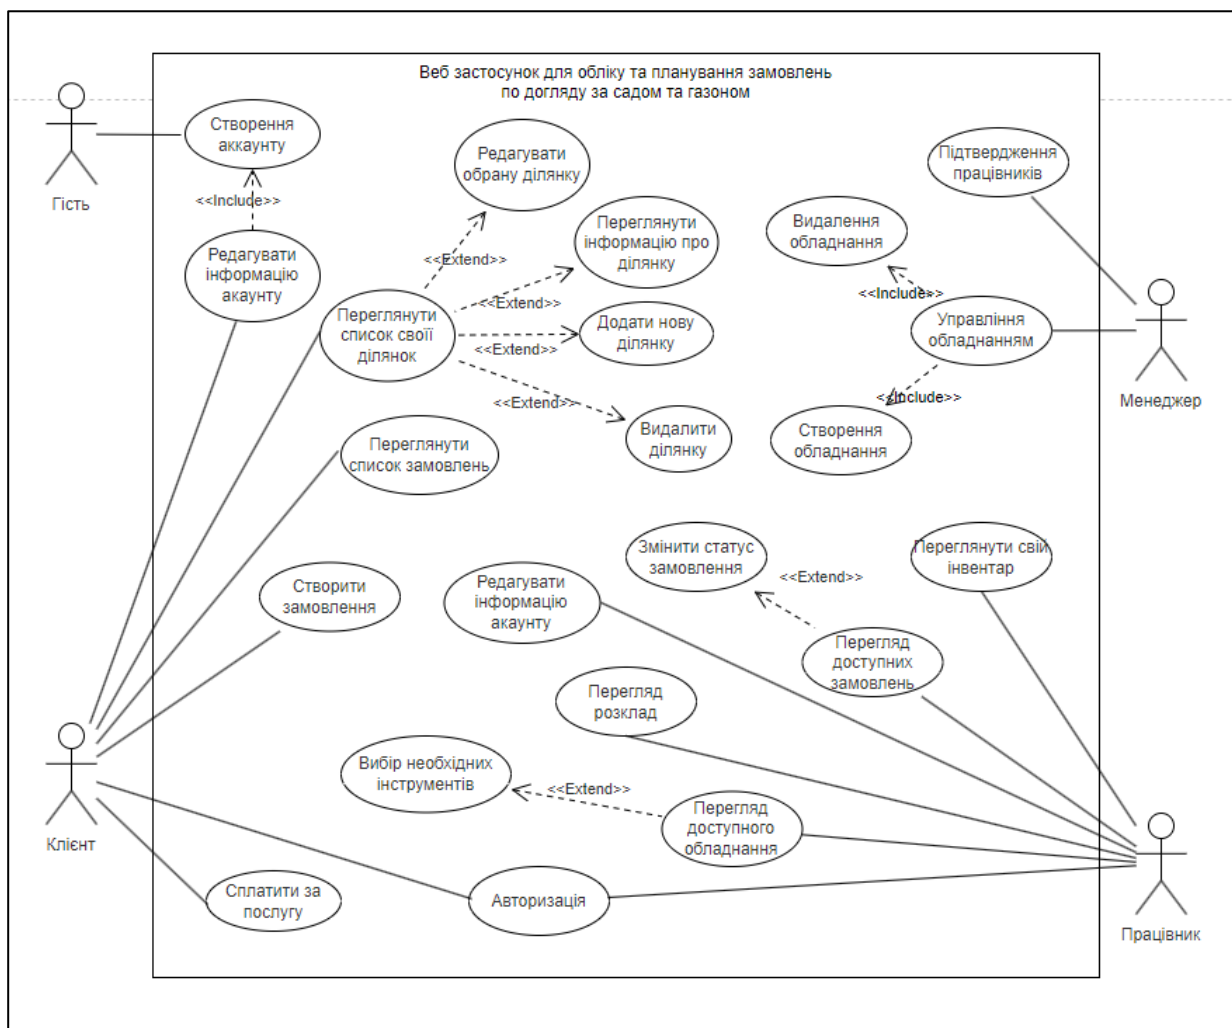 Веб застосунок для обліку та планування замовлень
по догляду за садом та газоном
Гість
Створення
аккаунту
<<Include>>
Редагувати
інформацію
акаунту
Редагувати
обрану ділянку
<<Extend>>
Переглянути
інформацію про
ділянку
<<Extend>>
Переглянути
список своїї
ділянок
Додати нову
ділянку
<<Extend>>
<<Extend>>
Видалити
ділянку
Підтвердження
працівників
Видалення
обладнання
<<Include>>
Управління
обладнанням
<<Include>>
Створення
обладнання
Менеджер
Переглянути
список замовлень
Створити
замовлення
Редагувати
інформацію
акаунту
Змінити статус
замовлення
<<Extend>>
Переглянути свій
інвентар
Перегляд
доступних
замовлень
Перегляд
розклад
Вибір необхідних
інструментів
<<Extend>>
Перегляд
доступного
обладнання
Клієнт
Сплатити за
послугу
Авторизація
Працівник